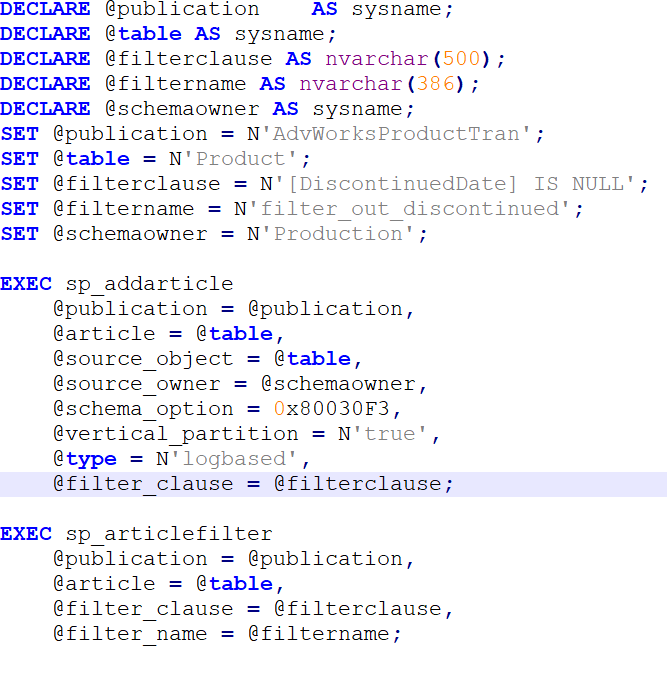 DECLARE @publication    AS sysname;
DECLARE @table AS sysname;
DECLARE @filterclause AS nvarchar(500);
DECLARE @filtername AS nvarchar(386);
DECLARE @schemaowner AS sysname;
SET @publication = N'AdvWorksProductTran';
SET @table = N'Product';
SET @filterclause = N'[DiscontinuedDate] IS NULL';
SET @filtername = N'filter_out_discontinued';
SET @schemaowner = N'Production';

EXEC sp_addarticle
    @publication = @publication,
    @article = @table,
    @source_object = @table,
    @source_owner = @schemaowner,
    @schema_option = 0x80030F3,
    @vertical_partition = N'true',
    @type = N'logbased',
    @filter_clause = @filterclause;

EXEC sp_articlefilter
    @publication = @publication,
    @article = @table,
    @filter_clause = @filterclause,
    @filter_name = @filtername;